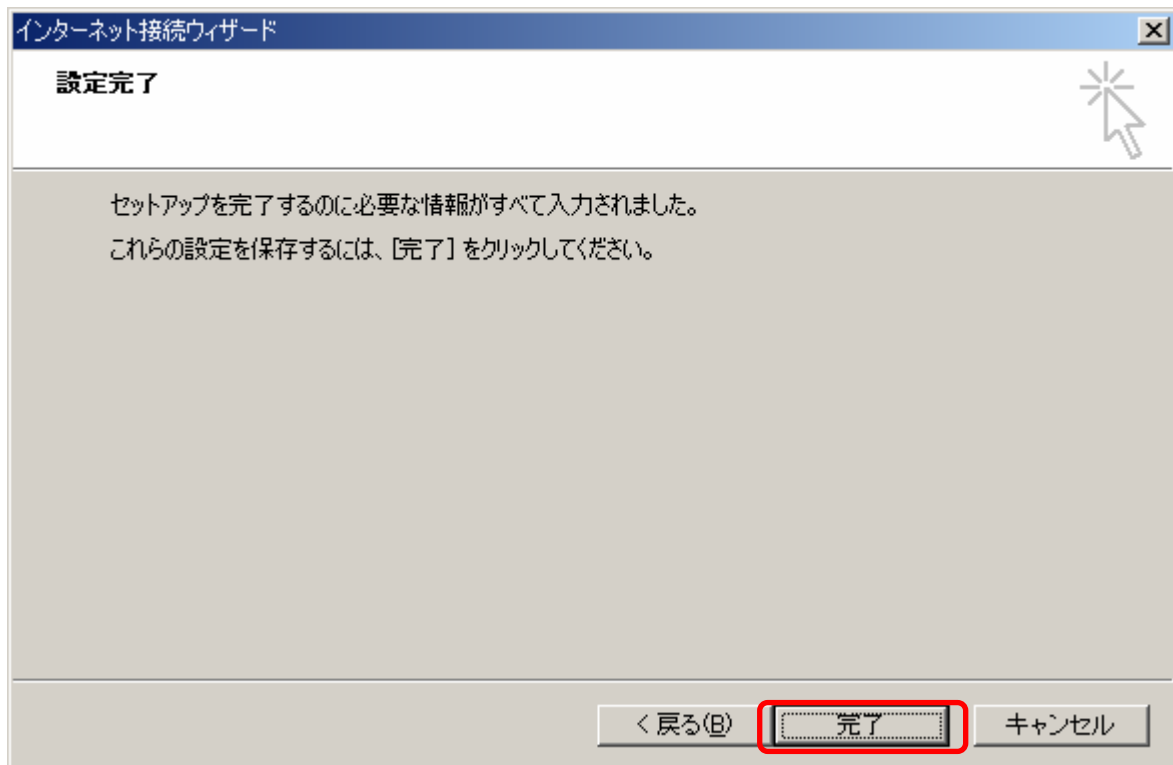 インターネット接続ウィザード
設定完了
セットアップを完了するのに必要な情報がすべて入力されました。
これらの設定を保存するには、[完了] をクリックしてください。
< 戻る(B) 完了 キャンセル